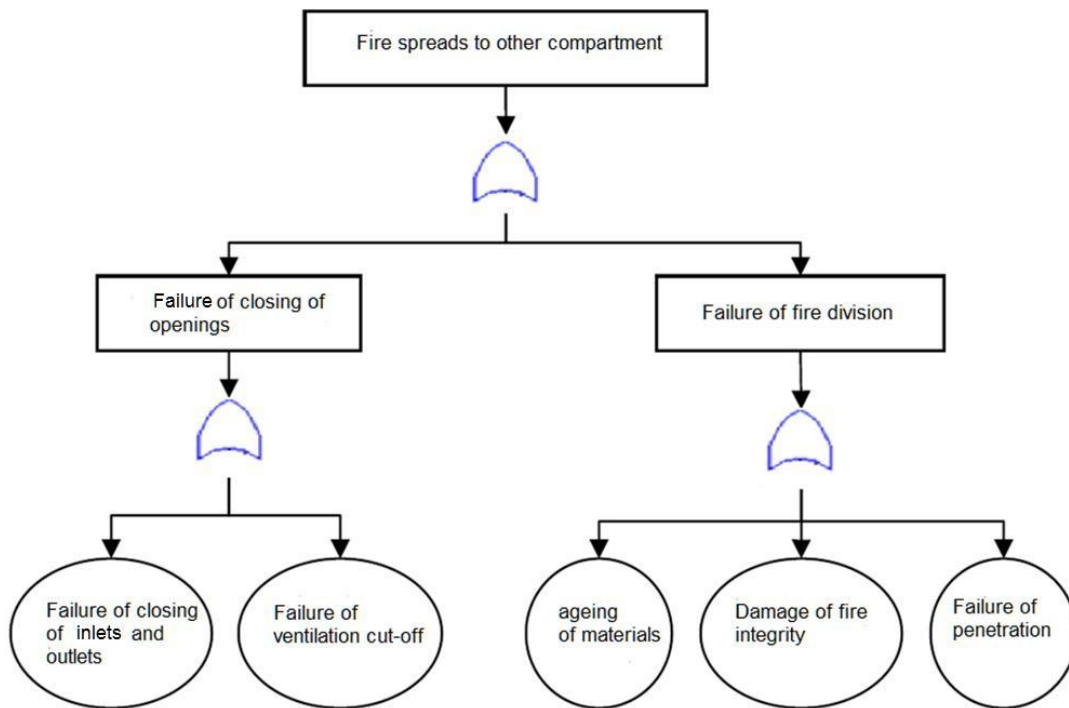 Fire spreads to other compartment
Failure of closing of
openings
Failure of fire division
Failure of closing
of inlets and
outlets
Failure of
ventilation cut-off
ageing
of materials
Damage of fire
integrity
Failure of
penetration